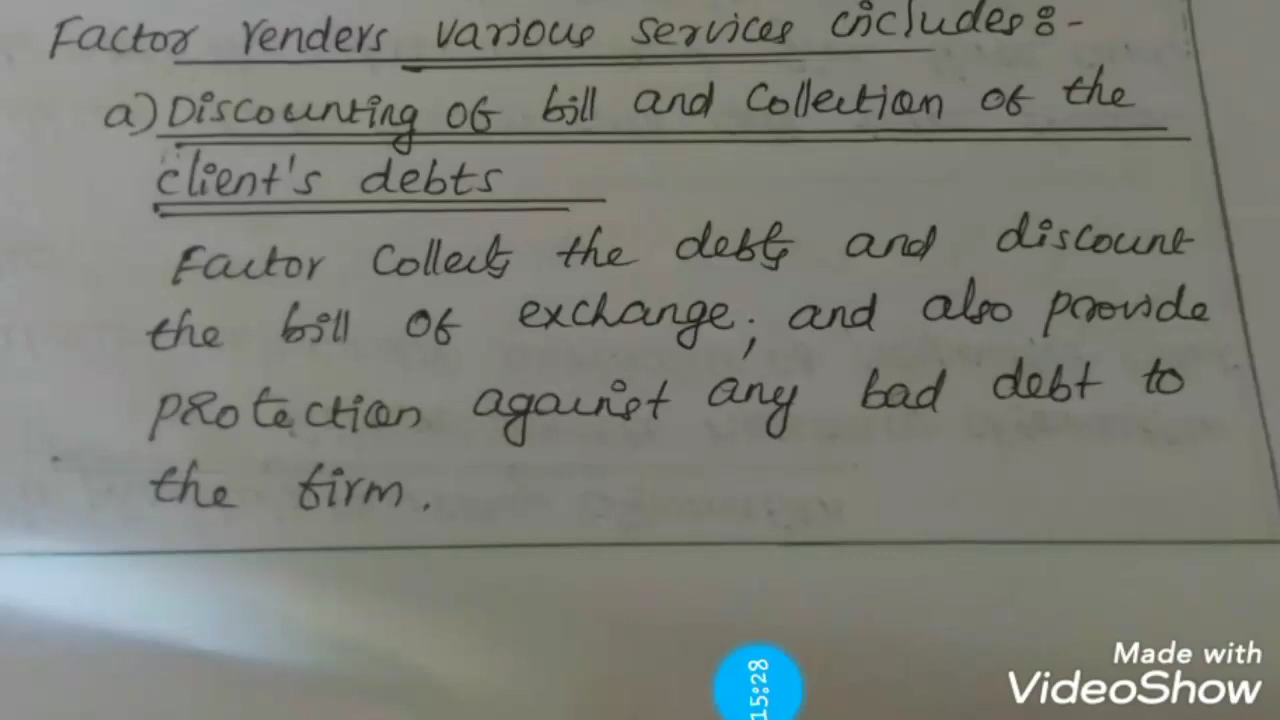 Factor renders various services includes:-
a) Discounting of bill and Collection of the
client's debts
Factor Collects the debts and discount
the bill of exchange, and also provide
protection against any bad debt to
the firm.
15:28
Made with
VideoShow